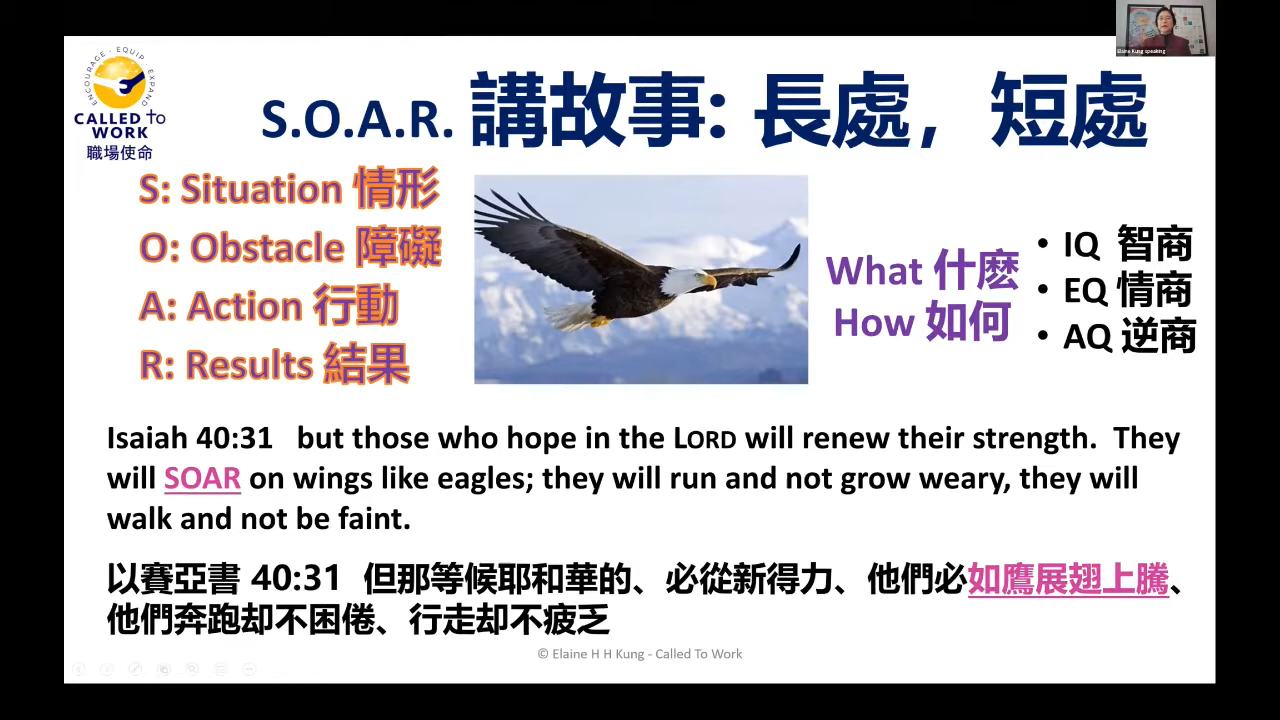 ENCOURAGE · EQUIP · EXPAND
CALLED TO
WORK
職場使命
Elaine Kung speaking
S.O.A.R. 講故事: 長處，短處
S: Situation 情形
O: Obstacle 障礙
A: Action 行動
R: Results 結果
What 什麽
How 如何
• IQ 智商
• EQ 情商
• AQ 逆商
Isaiah 40:31 but those who hope in the LORD will renew their strength. They
will SOAR on wings like eagles; they will run and not grow weary, they will
walk and not be faint.
以賽亞書 40:31 但那等候耶和華的、必從新得力、他們必如鷹展翅上騰、
他們奔跑却不困倦、行走却不疲乏
© Elaine H H Kung - Called To Work